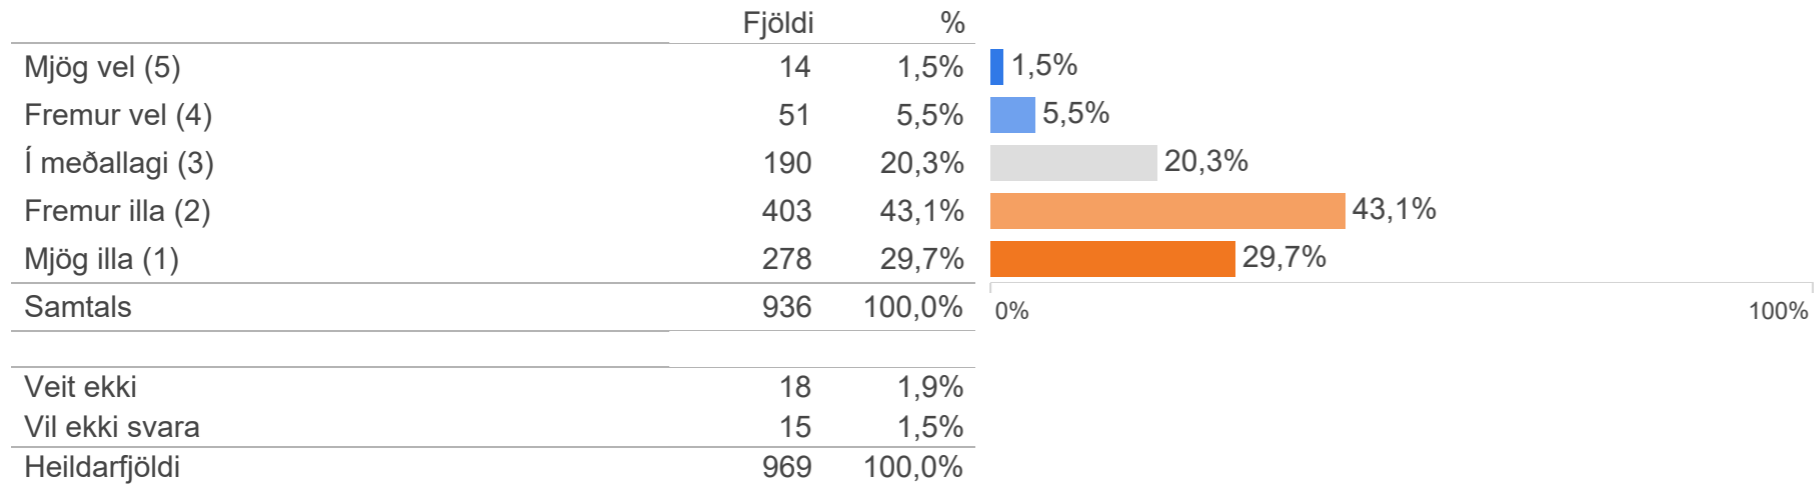 Fjöldi %
Mjög vel (5) 14 1,5% 1,5%
Fremur vel (4) 51 5,5% 5,5%
Í meðallagi (3) 190 20,3% 20,3%
Fremur illa (2) 403 43,1% 43,1%
Mjög illa (1) 278 29,7% 29,7%
Samtals 936 100,0% 0% 100%
Veit ekki 18 1,9%
Vil ekki svara 15 1,5%
Heildarfjöldi 969 100,0%